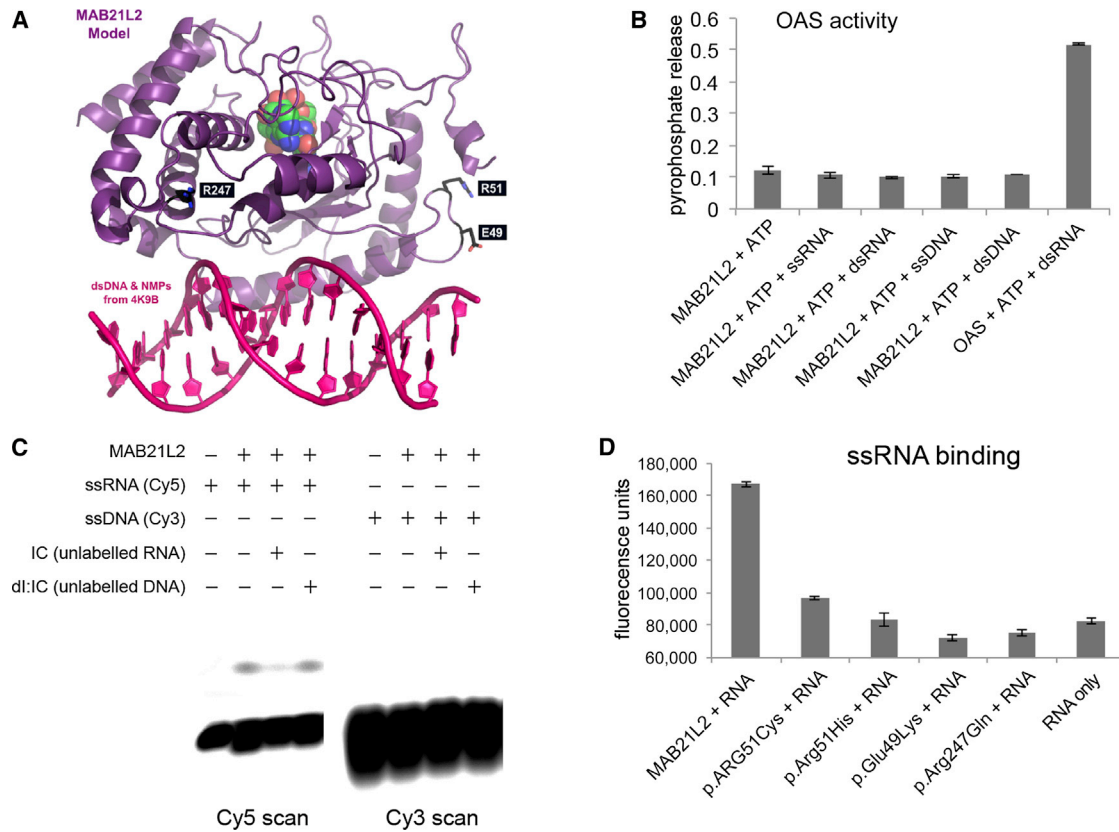 A
MAB21L2
Model
R247
R51
E49
dsDNA & NMPs
from 4K9B
B
OAS activity
pyrophosphate release
0.6
0.5
0.4
0.3
0.2
0.1
0
MAB21L2 + ATP
MAB21L2 + ATP + ssRNA
MAB21L2 + ATP + dsRNA
MAB21L2 + ATP + ssDNA
MAB21L2 + ATP + dsDNA
OAS + ATP + dsRNA
C
MAB21L2 – + + + – + + +
ssRNA (Cy5) + + + + – – – –
ssDNA (Cy3) – – – – + + + +
IC (unlabelled RNA) – – + – – – + –
dI:IC (unlabelled DNA) – – – + – – – +
Cy5 scan
Cy3 scan
D
ssRNA binding
fluorecensce units
180,000
160,000
140,000
120,000
100,000
80,000
60,000
MAB21L2 + RNA
p.ARG51Cys + RNA
p.Arg51His + RNA
p.Glu49Lys + RNA
p.Arg247Gln + RNA
RNA only